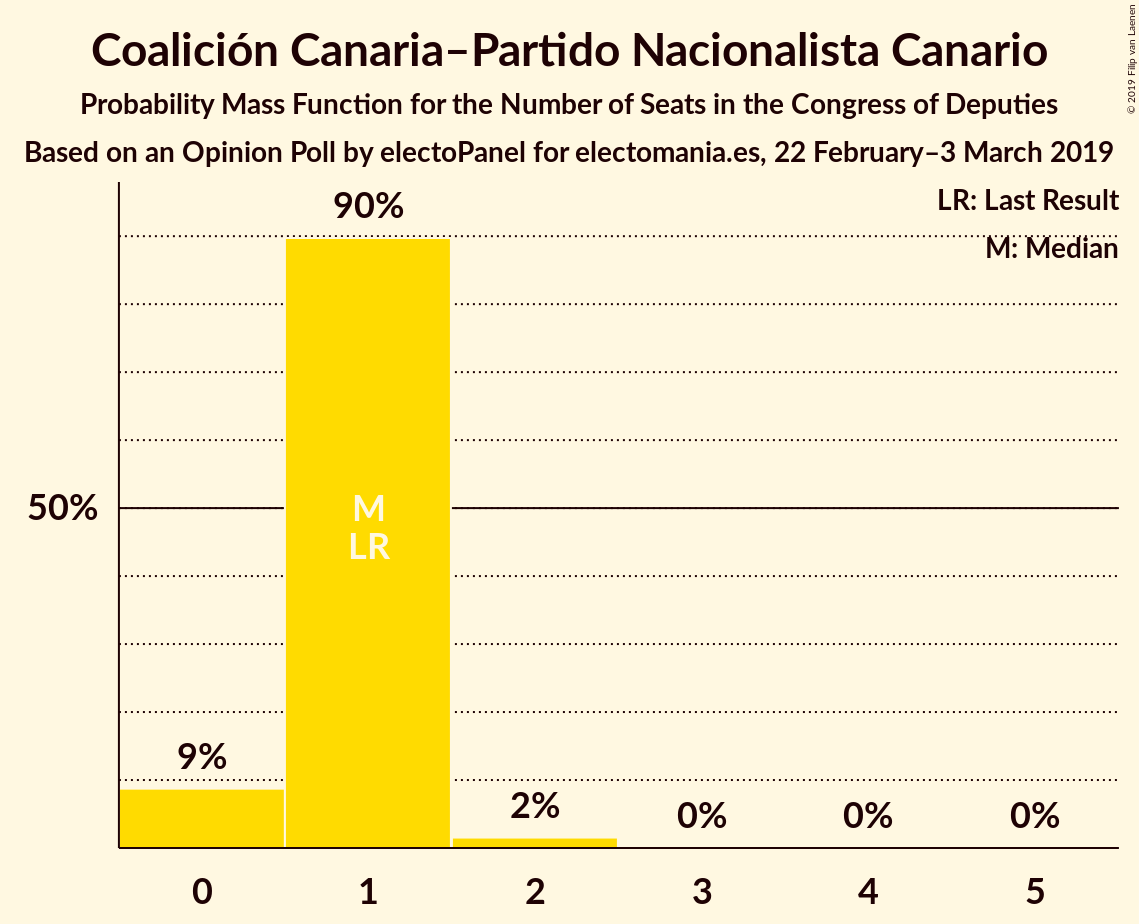 Coalición Canaria–Partido Nacionalista Canario
Probability Mass Function for the Number of Seats in the Congress of Deputies
Based on an Opinion Poll by electoPanel for electomania.es, 22 February–3 March 2019
© 2019 Filip van Laenen
LR: Last Result
M: Median
90%
50%
M
LR
9%
2%
0%
0%
0%
0
1
2
3
4
5